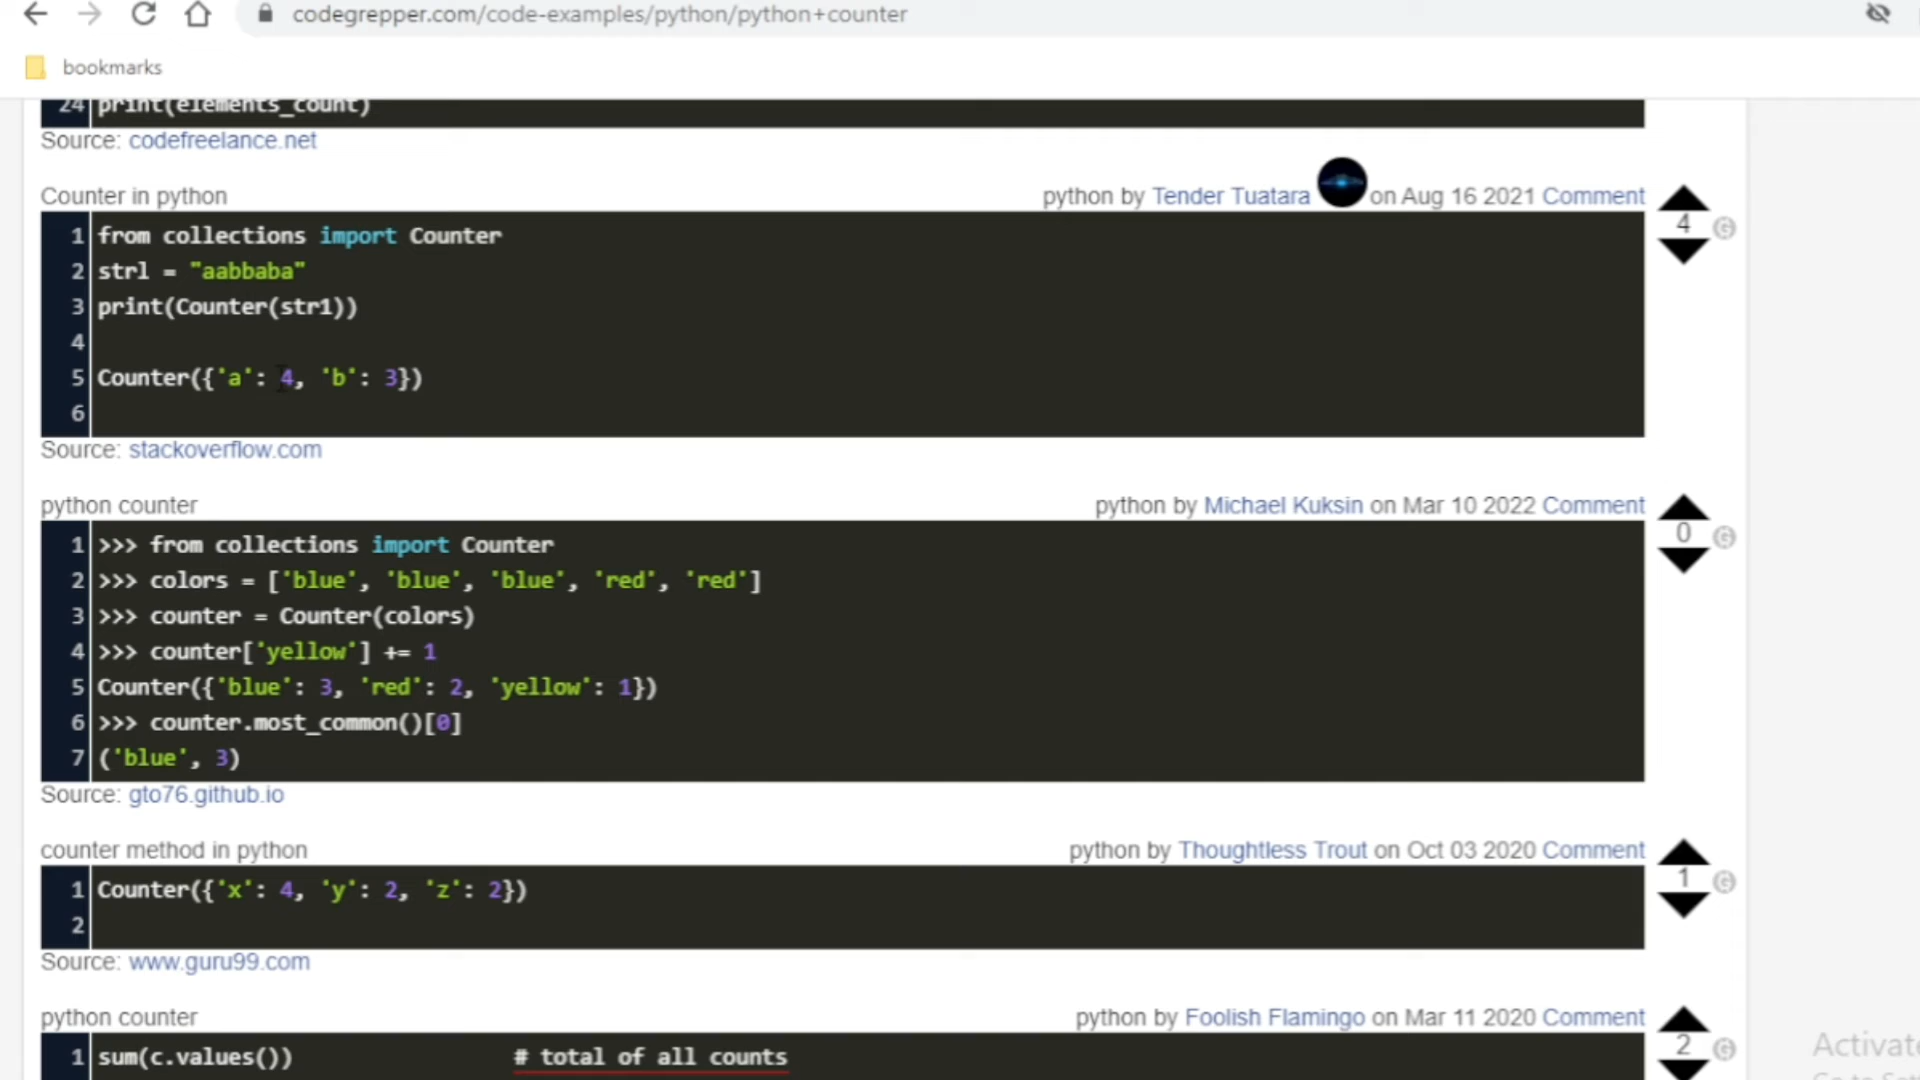 codegrepper.com/code-examples/python/python+counter
bookmarks
24 print(elements_count)
Source: codefreelance.net
Counter in python
python by Tender Tuatara on Aug 16 2021 Comment
4
1 from collections import Counter
2 strl = "aabbaba"
3 print(Counter(str1))
4
5 Counter({'a': 4, 'b': 3})
6
Source: stackoverflow.com
python counter
python by Michael Kuksin on Mar 10 2022 Comment
0
1 >>> from collections import Counter
2 >>> colors = ['blue', 'blue', 'blue', 'red', 'red']
3 >>> counter = Counter(colors)
4 >>> counter['yellow'] += 1
5 Counter({'blue': 3, 'red': 2, 'yellow': 1})
6 >>> counter.most_common()[0]
7 ('blue', 3)
Source: gto76.github.io
counter method in python
python by Thoughtless Trout on Oct 03 2020 Comment
1
1 Counter({'x': 4, 'y': 2, 'z': 2})
2
Source: www.guru99.com
python counter
python by Foolish Flamingo on Mar 11 2020 Comment
2
1 sum(c.values()) # total of all counts
Activate